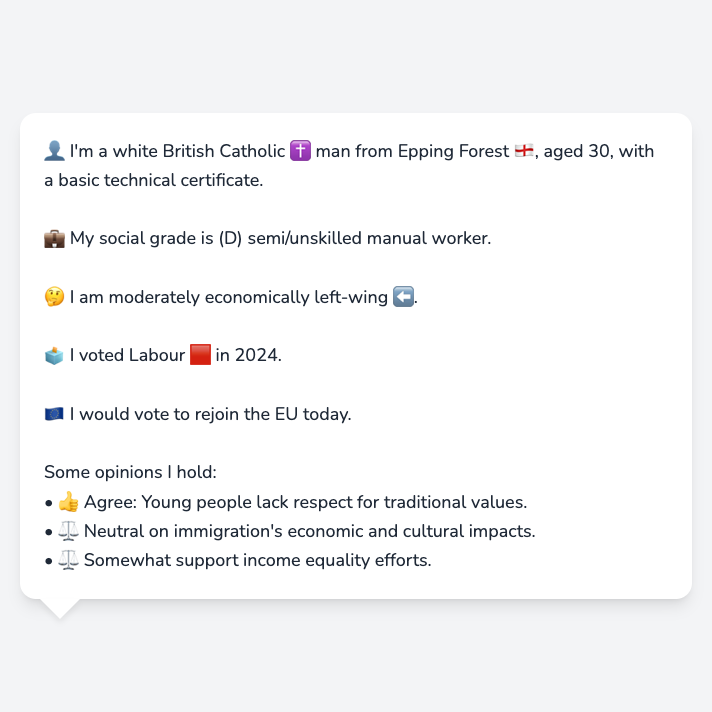 👤 I'm a white British Catholic ✝️ man from Epping Forest 🏴󠁧󠁢󠁥󠁮󠁧󠁿, aged 30, with
a basic technical certificate.
💼 My social grade is (D) semi/unskilled manual worker.
🤔 I am moderately economically left-wing ⬅️.
🗳️ I voted Labour 🟥 in 2024.
🇪🇺 I would vote to rejoin the EU today.
Some opinions I hold:
• 👍 Agree: Young people lack respect for traditional values.
• ⚖️ Neutral on immigration's economic and cultural impacts.
• ⚖️ Somewhat support income equality efforts.